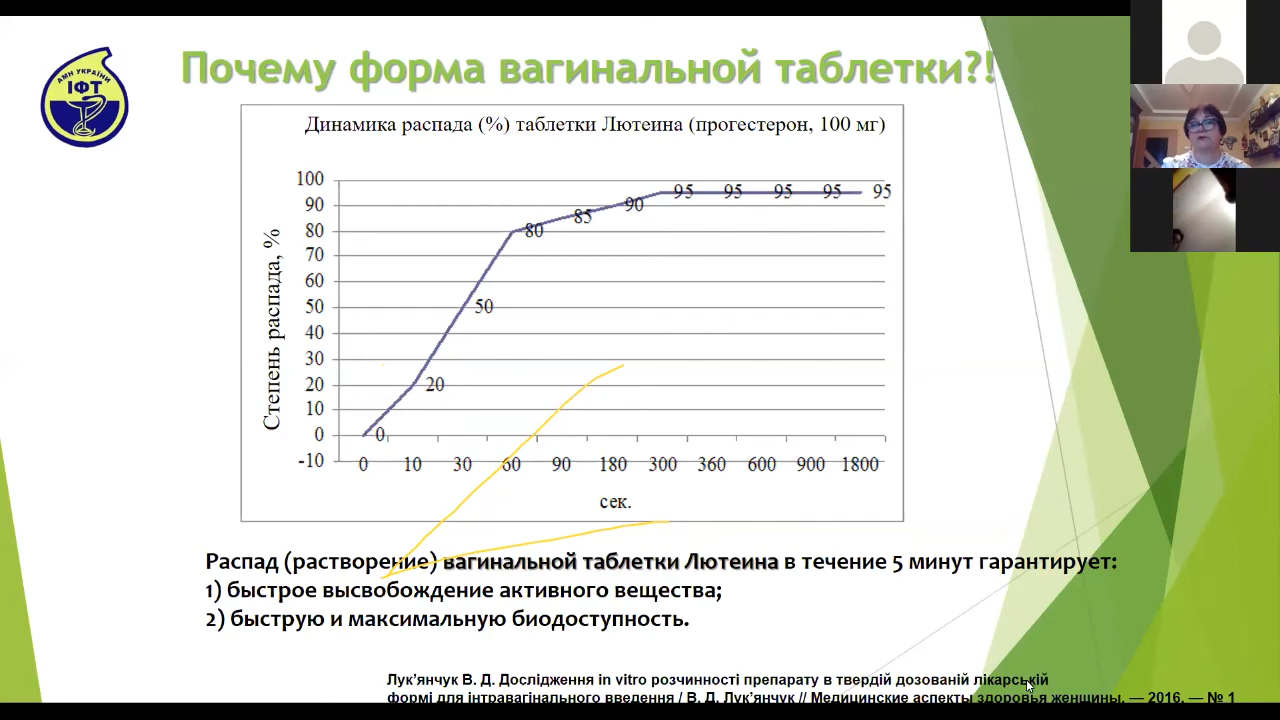 Почему форма вагинальной таблетки?!
АМН УКРАЇНИ
ІФТ
Динамика распада (%) таблетки Лютеина (прогестерон, 100 мг)
Степень распада, %
100
90
80
70
60
50
40
30
20
10
0
-10
0 20 50 80 85 90 95 95 95 95 95
0 10 30 60 90 180 300 360 600 900 1800
сек.
Распад (растворение) вагинальной таблетки Лютеина в течение 5 минут гарантирует:
1) быстрое высвобождение активного вещества;
2) быструю и максимальную биодоступность.
Лук’янчук В. Д. Дослідження in vitro розчинності препарату в твердій дозованій лікарській
формі для інтравагінального введення / В. Д. Лук’янчук // Медицинские аспекты здоровья женщины. — 2016. — № 1